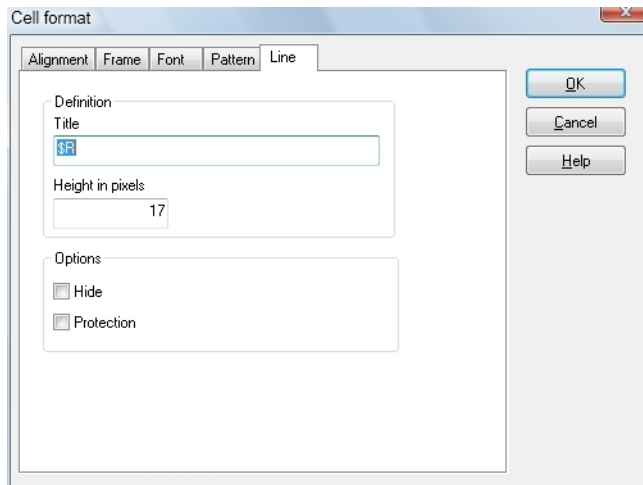 Cell format
Alignment Frame Font Pattern Line
Definition
Title
$R
Height in pixels
17
Options
Hide
Protection
OK
Cancel
Help